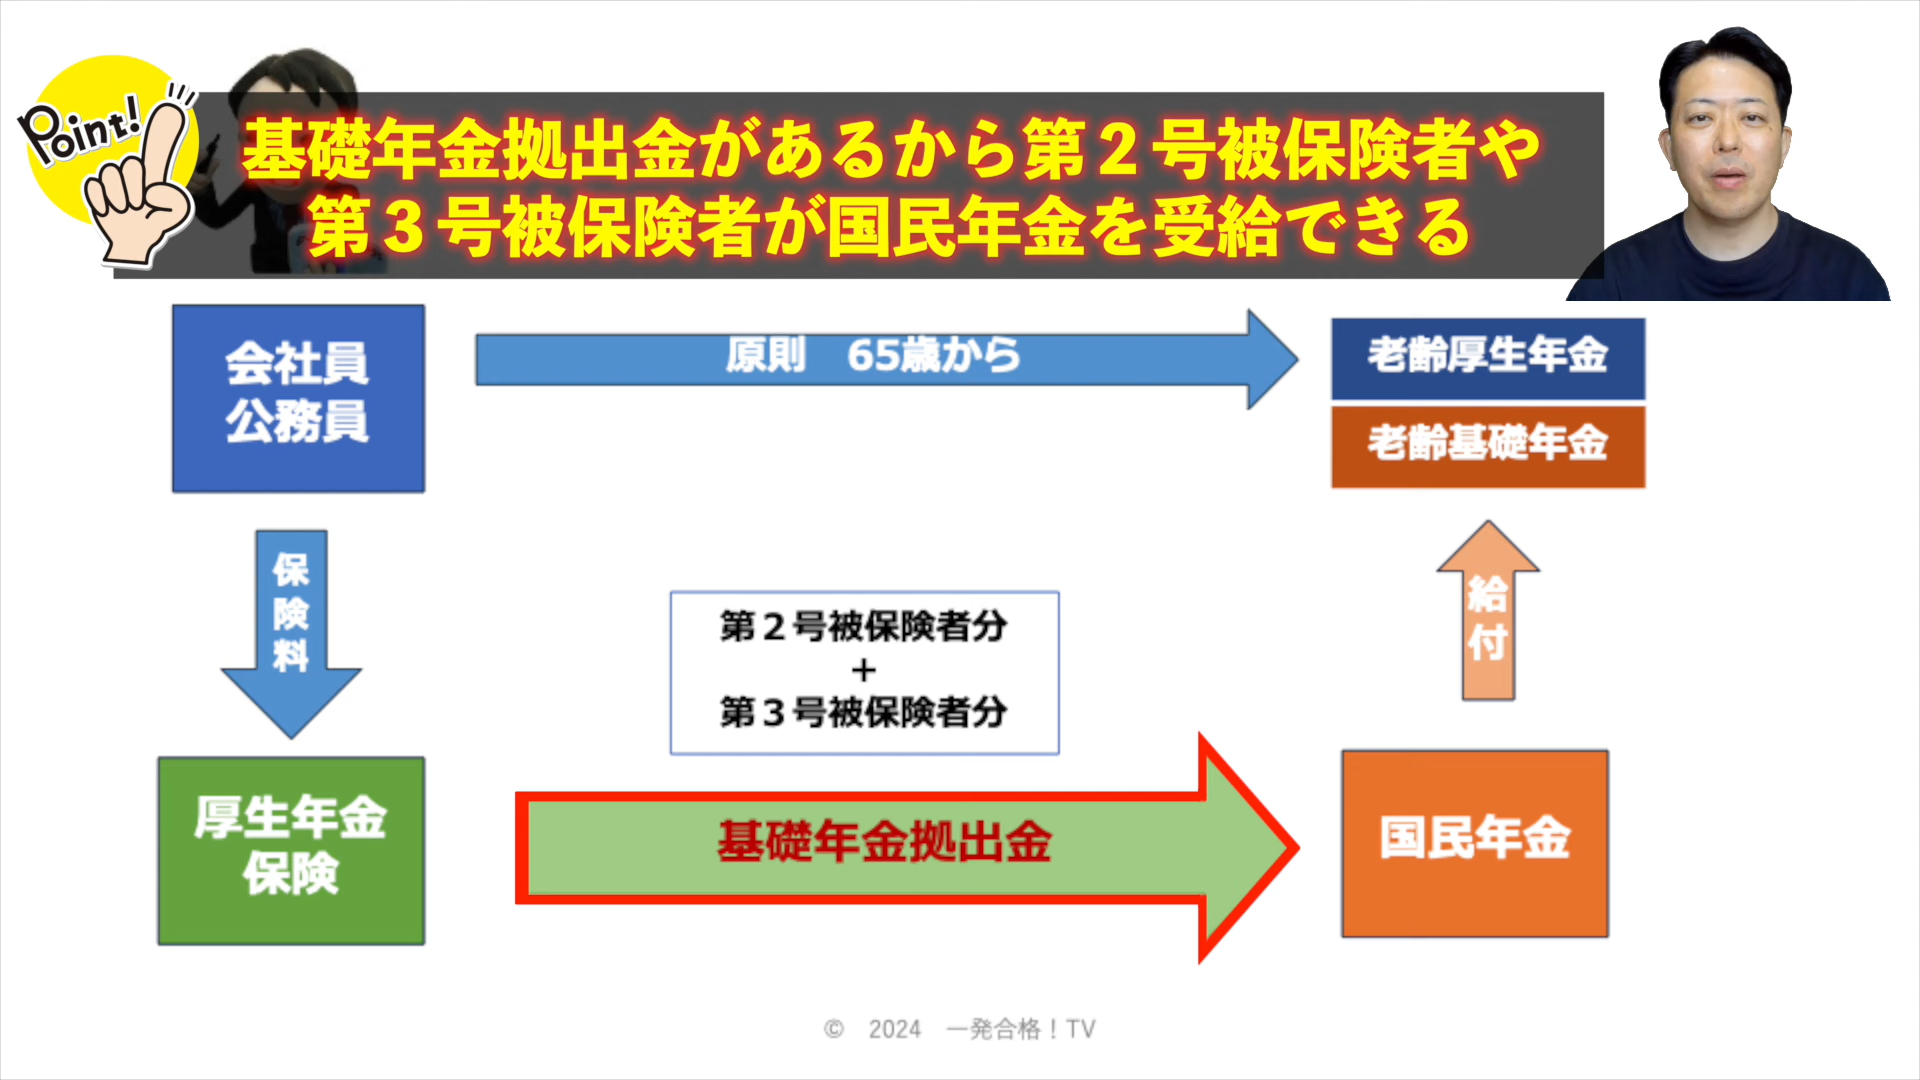 Point!
基礎年金拠出金があるから第２号被保険者や
第３号被保険者が国民年金を受給できる
会社員
公務員
原則　65歳から
老齢厚生年金
老齢基礎年金
保
険
料
第２号被保険者分
＋
第３号被保険者分
給
付
厚生年金
保険
基礎年金拠出金
国民年金
©　2024　一発合格！TV